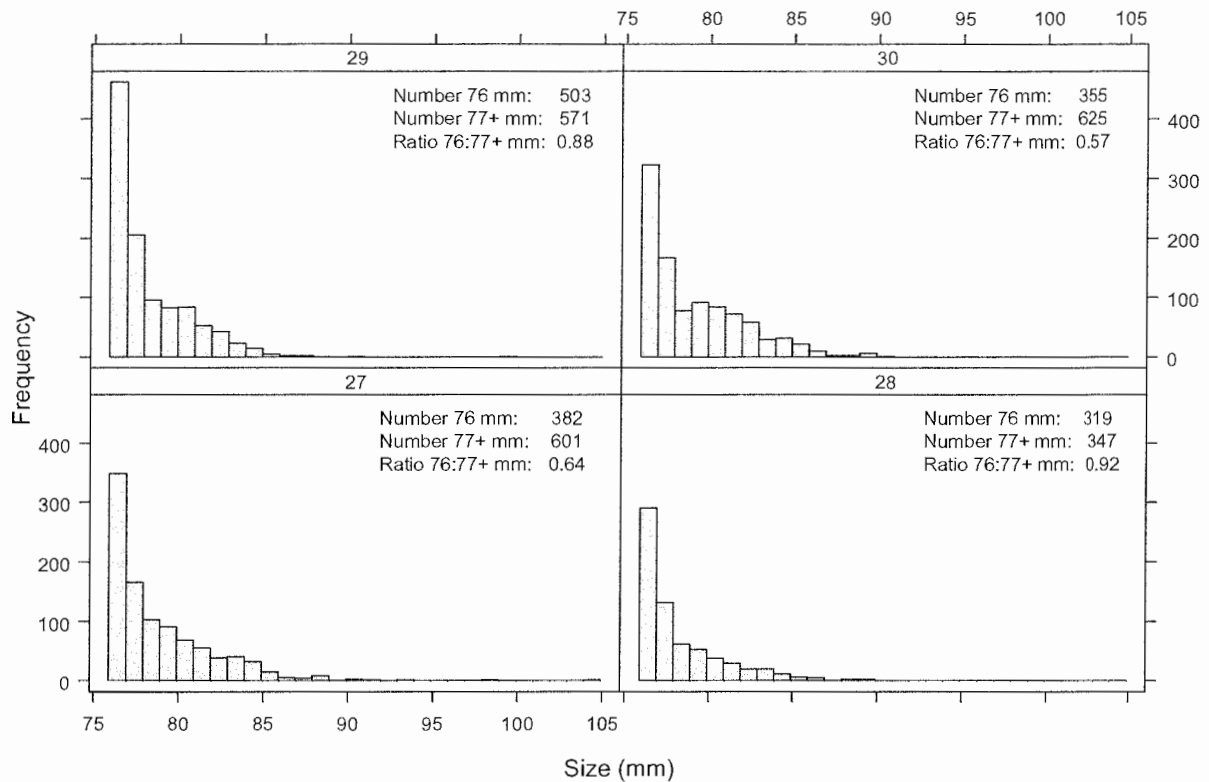 75 80 85 90 95 100 105
29 30
Number 76 mm: 503
Number 77+ mm: 571
Ratio 76:77+ mm: 0.88
Number 76 mm: 355
Number 77+ mm: 625
Ratio 76:77+ mm: 0.57
400
300
200
100
0
Frequency
27 28
400
300
200
100
0
Number 76 mm: 382
Number 77+ mm: 601
Ratio 76:77+ mm: 0.64
Number 76 mm: 319
Number 77+ mm: 347
Ratio 76:77+ mm: 0.92
75 80 85 90 95 100 105
Size (mm)